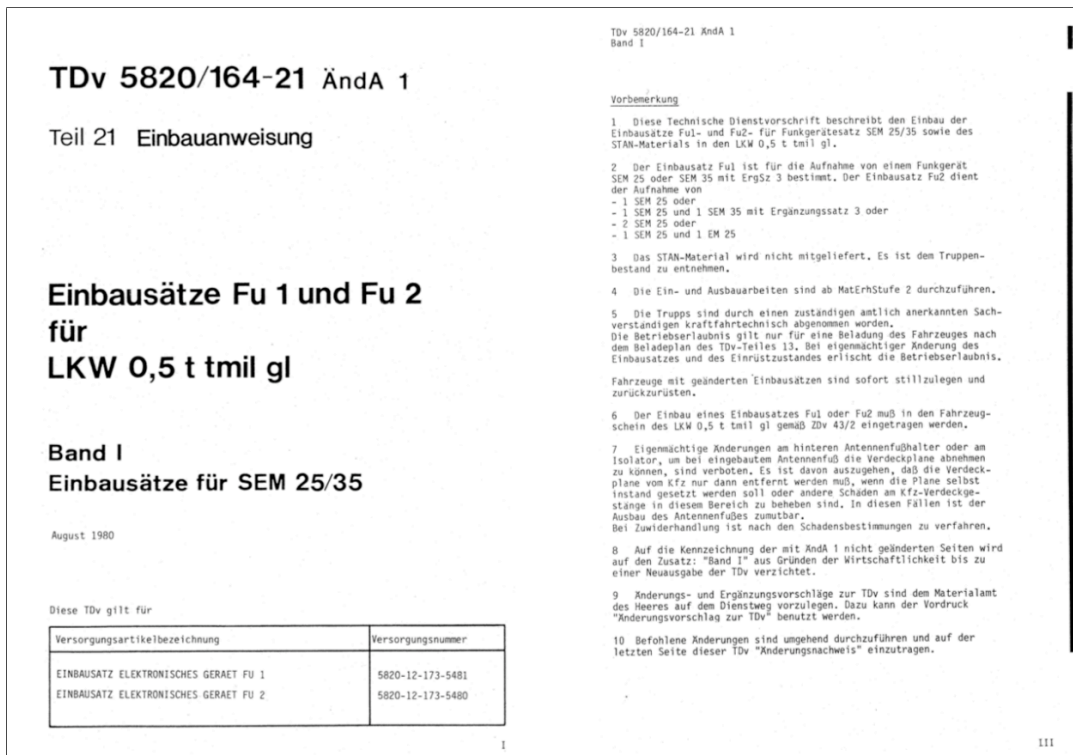 TDv 5820/164-21 ÄndA 1
Teil 21 Einbauanweisung
Einbausätze Fu 1 und Fu 2
für
LKW 0,5 t tmil gl
Band I
Einbausätze für SEM 25/35
August 1980
Diese TDv gilt für
Versorgungsartikelbezeichnung Versorgungsnummer
EINBAUSATZ ELEKTRONISCHES GERAET FU 1 5820-12-173-5481
EINBAUSATZ ELEKTRONISCHES GERAET FU 2 5820-12-173-5480
I
TDv 5820/164-21 ÄndA 1
Band I
Vorbemerkung
1 Diese Technische Dienstvorschrift beschreibt den Einbau der
Einbausätze Fu1- und Fu2- für Funkgerätesatz SEM 25/35 sowie des
STAN-Materials in den LKW 0,5 t tmil gl.
2 Der Einbausatz Fu1 ist für die Aufnahme von einem Funkgerät
SEM 25 oder SEM 35 mit ErgSz 3 bestimmt. Der Einbausatz Fu2 dient
der Aufnahme von
- 1 SEM 25 oder
- 1 SEM 25 und 1 SEM 35 mit Ergänzungssatz 3 oder
- 2 SEM 25 oder
- 1 SEM 25 und 1 EM 25
3 Das STAN-Material wird nicht mitgeliefert. Es ist dem Truppen-
bestand zu entnehmen.
4 Die Ein- und Ausbauarbeiten sind ab MatErhStufe 2 durchzuführen.
5 Die Trupps sind durch einen zuständigen amtlich anerkannten Sach-
verständigen kraftfahrtechnisch abgenommen worden.
Die Betriebserlaubnis gilt nur für eine Beladung des Fahrzeuges nach
dem Beladeplan des TDv-Teiles 13. Bei eigenmächtiger Änderung des
Einbausatzes und des Einrüstzustandes erlischt die Betriebserlaubnis.
Fahrzeuge mit geänderten Einbausätzen sind sofort stillzulegen und
zurückzurüsten.
6 Der Einbau eines Einbausatzes Fu1 oder Fu2 muß in den Fahrzeug-
schein des LKW 0,5 t tmil gl gemäß ZDv 43/2 eingetragen werden.
7 Eigenmächtige Änderungen am hinteren Antennenfußhalter oder am
Isolator, um bei eingebautem Antennenfuß die Verdeckplane abnehmen
zu können, sind verboten. Es ist davon auszugehen, daß die Verdeck-
plane vom Kfz nur dann entfernt werden muß, wenn die Plane selbst
instand gesetzt werden soll oder andere Schäden am Kfz-Verdeckge-
stänge in diesem Bereich zu beheben sind. In diesen Fällen ist der
Ausbau des Antennenfußes zumutbar.
Bei Zuwiderhandlung ist nach den Schadensbestimmungen zu verfahren.
8 Auf die Kennzeichnung der mit ÄndA 1 nicht geänderten Seiten wird
auf den Zusatz: "Band I" aus Gründen der Wirtschaftlichkeit bis zu
einer Neuausgabe der TDv verzichtet.
9 Änderungs- und Ergänzungsvorschläge zur TDv sind dem Materialamt
des Heeres auf dem Dienstweg vorzulegen. Dazu kann der Vordruck
"Änderungsvorschlag zur TDv" benutzt werden.
10 Befohlene Änderungen sind umgehend durchzuführen und auf der
letzten Seite dieser TDv "Änderungsnachweis" einzutragen.
III